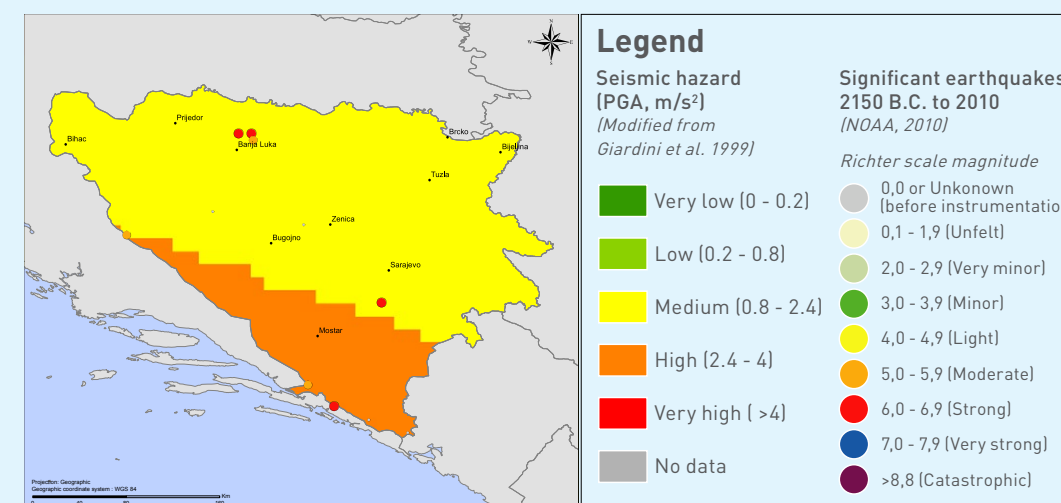 N
W
E
S
Prijedor
Bihac
Banja Luka
Brcko
Bijeljina
Tuzla
Zenica
Bugojno
Sarajevo
Mostar
Projection: Geographic
Geographic coordinate system : WGS 84
Km
0
40
80
160
Legend
Seismic hazard
(PGA, m/s²)
(Modified from
Giardini et al. 1999)
Very low (0 - 0.2)
Low (0.2 - 0.8)
Medium (0.8 - 2.4)
High (2.4 - 4)
Very high ( >4)
No data
Significant earthquakes
2150 B.C. to 2010
(NOAA, 2010)
Richter scale magnitude
0,0 or Unkonown
(before instrumentatio
0,1 - 1,9 (Unfelt)
2,0 - 2,9 (Very minor)
3,0 - 3,9 (Minor)
4,0 - 4,9 (Light)
5,0 - 5,9 (Moderate)
6,0 - 6,9 (Strong)
7,0 - 7,9 (Very strong)
>8,8 (Catastrophic)